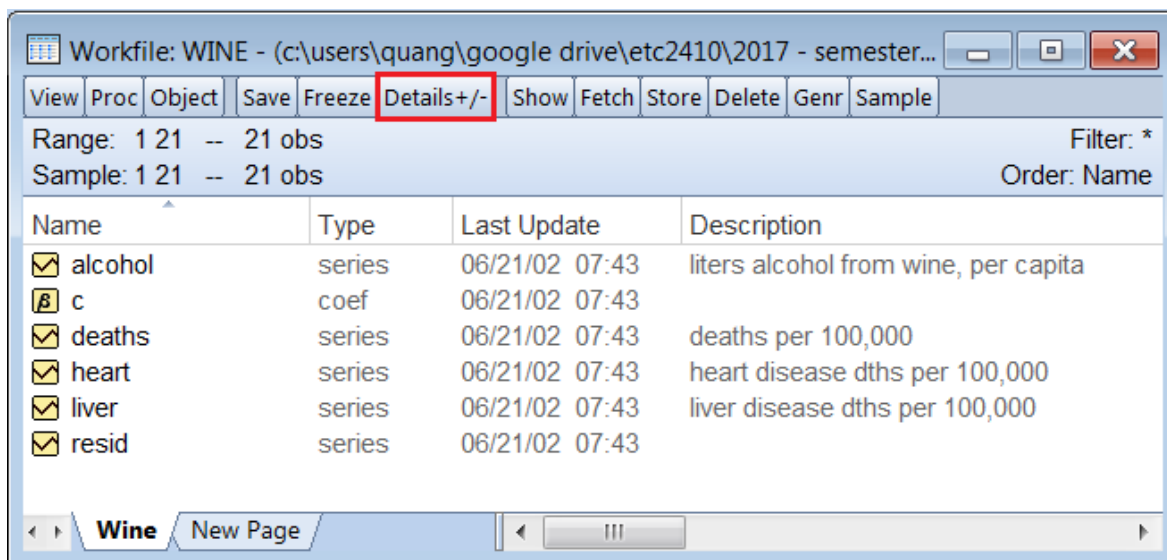 Workfile: WINE - (c:\users\quang\google drive\etc2410\2017 - semester...
View Proc Object Save Freeze Details+/- Show Fetch Store Delete Genr Sample
Range: 1 21 -- 21 obs Filter: *
Sample: 1 21 -- 21 obs Order: Name
Name Type Last Update Description
alcohol series 06/21/02 07:43 liters alcohol from wine, per capita
β c coef 06/21/02 07:43
deaths series 06/21/02 07:43 deaths per 100,000
heart series 06/21/02 07:43 heart disease dths per 100,000
liver series 06/21/02 07:43 liver disease dths per 100,000
resid series 06/21/02 07:43
Wine New Page